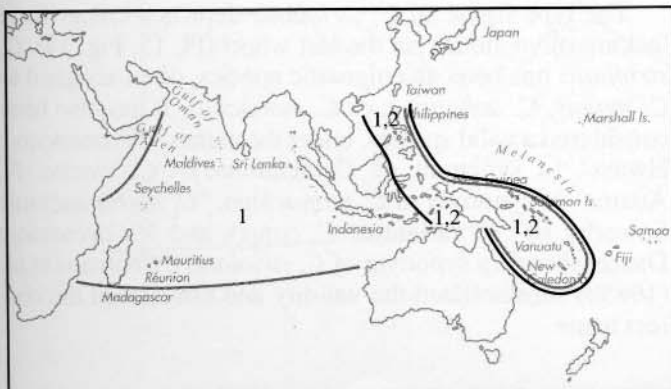 Japan
Taiwan
Philippines
1,2
Marshall Is.
Melanesia
Gulf of Oman
Gulf of Aden
Maldives
Sri Lanka
Seychelles
Guinea
Solomon Is.
1
Indonesia
1,2
1,2
Samoa
Vanuatu
Fiji
Mauritius
Réunion
New Caledonia
Madagascar